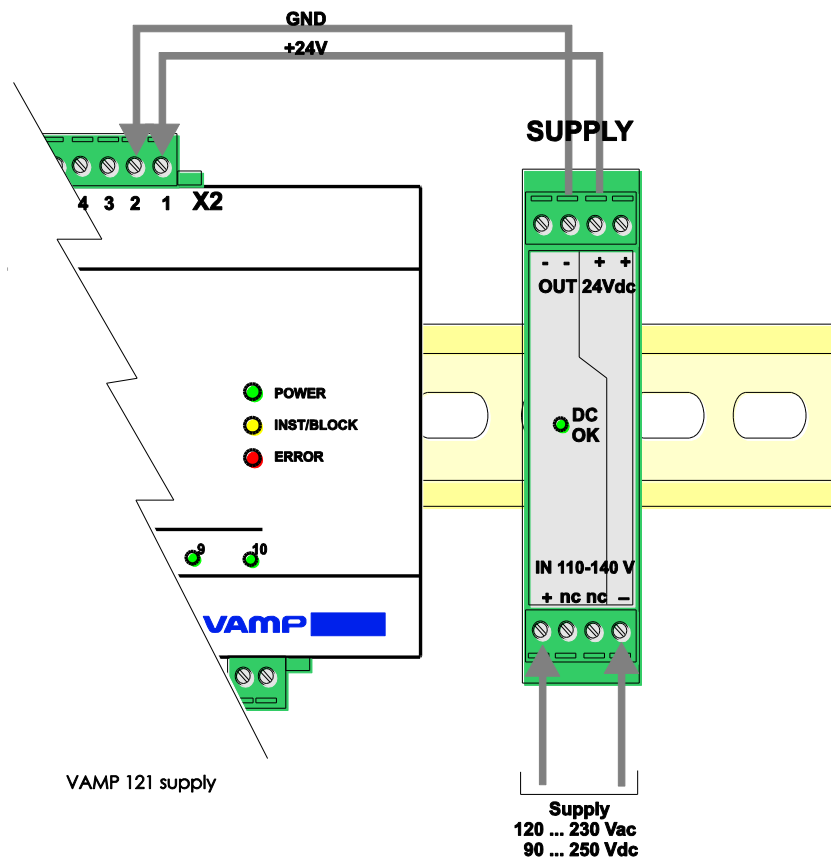 GND
+24V
SUPPLY
4 3 2 1 X2
- - + +
OUT 24Vdc
POWER
INST/BLOCK
ERROR
DC
OK
9 10
IN 110-140 V
+ nc nc –
VAMP
VAMP 121 supply
Supply
120 ... 230 Vac
90 ... 250 Vdc